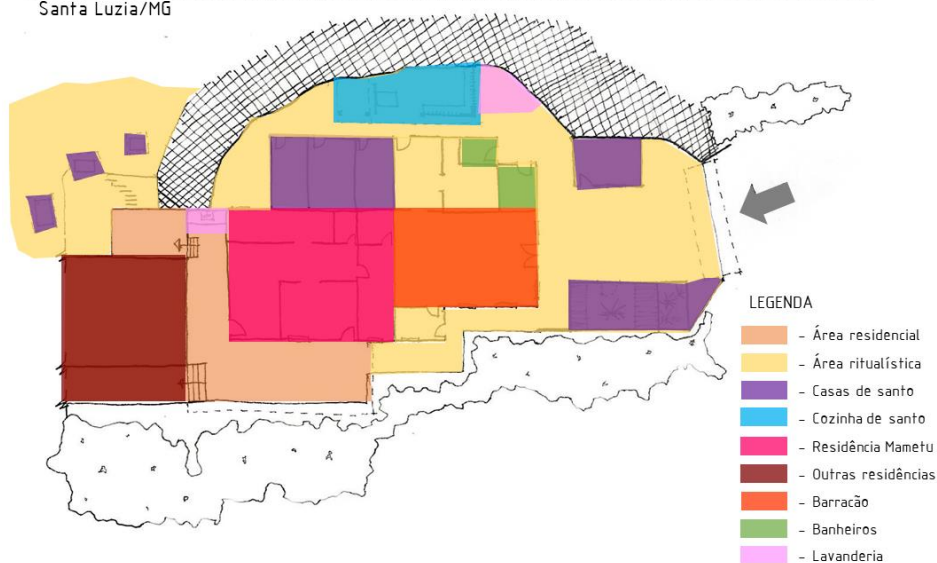 Santa Luzia/MG
LEGENDA
- Área residencial
- Área ritualística
- Casas de santo
- Cozinha de santo
- Residência Mametu
- Outras residências
- Barracão
- Banheiros
- Lavanderia